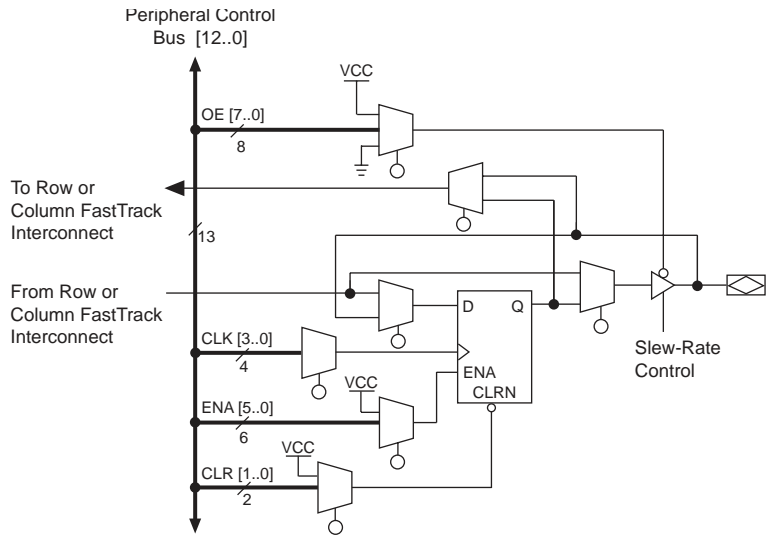 Peripheral Control
Bus [12..0]
VCC
OE [7..0]
8
To Row or
Column FastTrack
Interconnect
13
From Row or
Column FastTrack
Interconnect
D
Q
CLK [3..0]
4
Slew-Rate
Control
VCC
ENA
CLRN
ENA [5..0]
6
VCC
CLR [1..0]
2